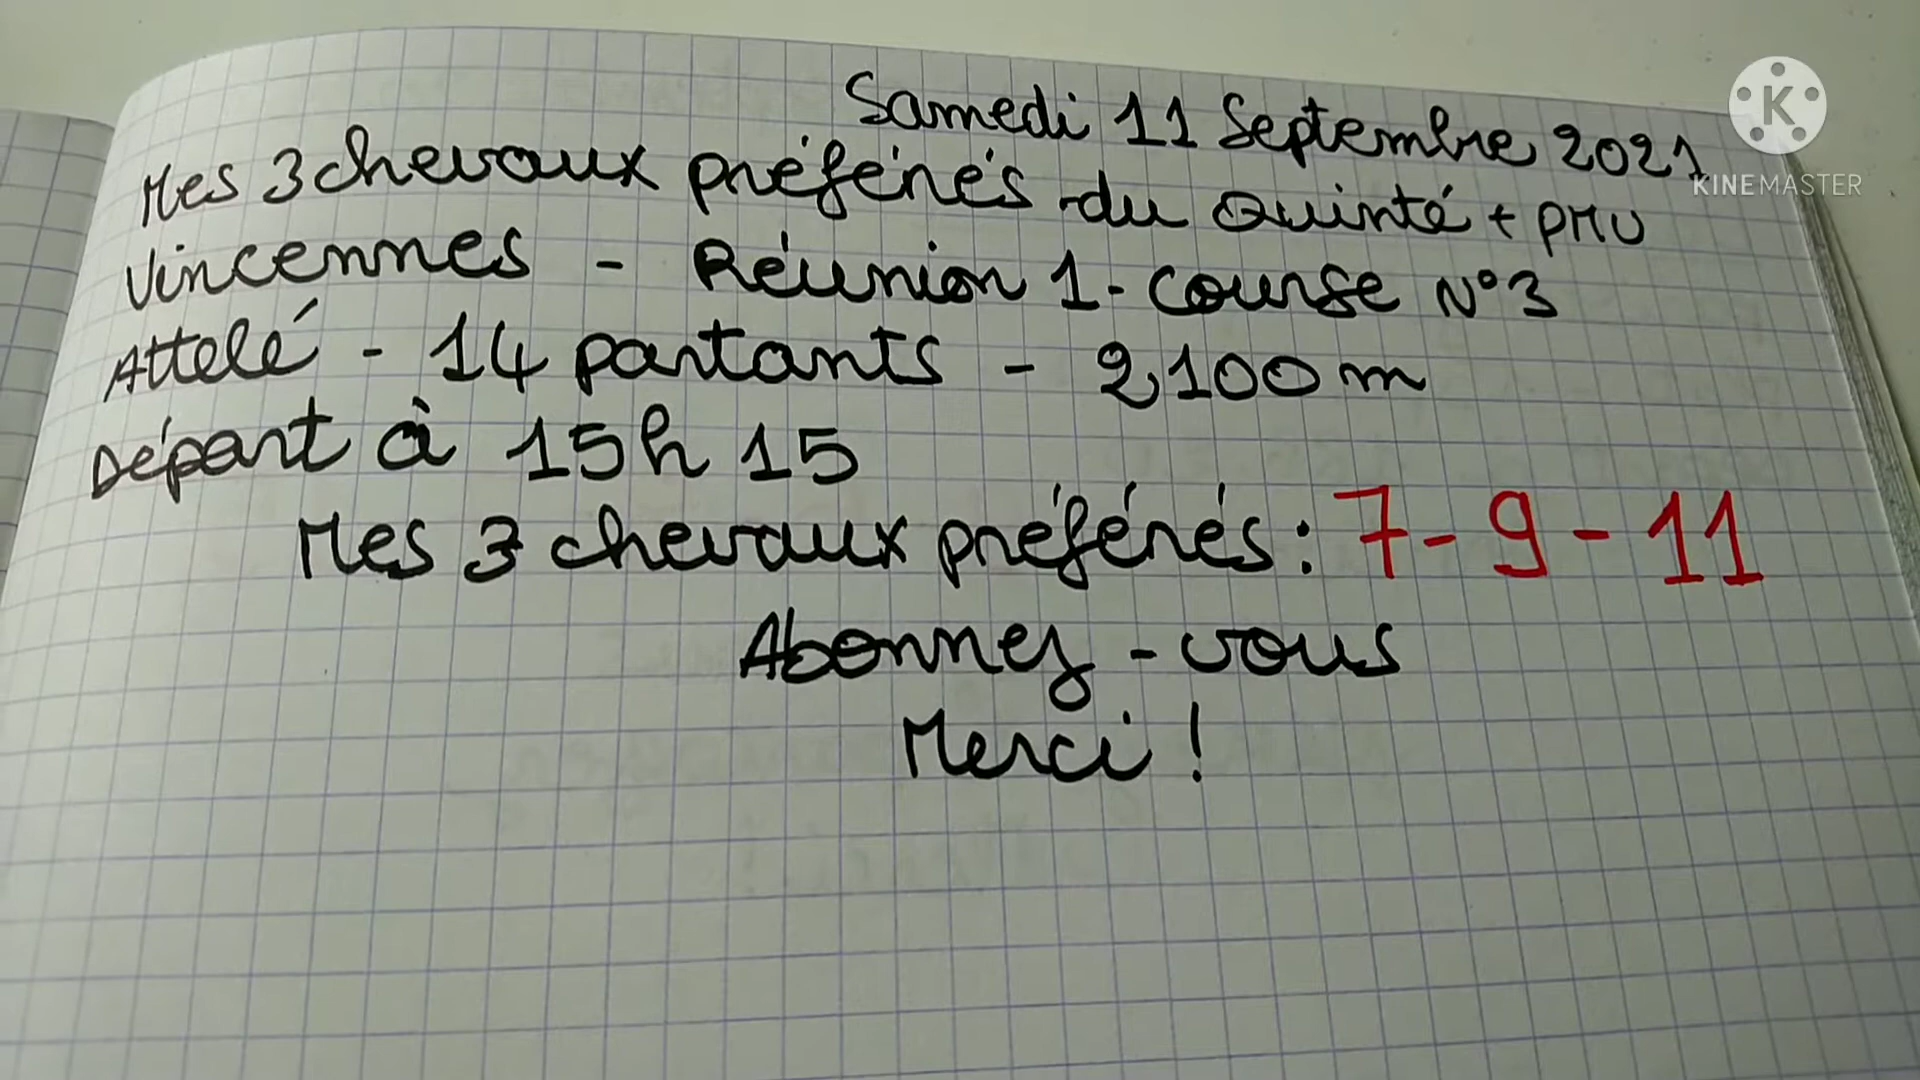 Samedi 11 Septembre 2021
Mes 3 chevaux préférés du Quinté + PMU
Vincennes - Réunion 1 - course N°3
Attelé - 14 partants - 2100 m
Départ à 15h15
Mes 3 chevaux préférés : 7 - 9 - 11
Abonnez - vous
Merci !
K
KINEMASTER